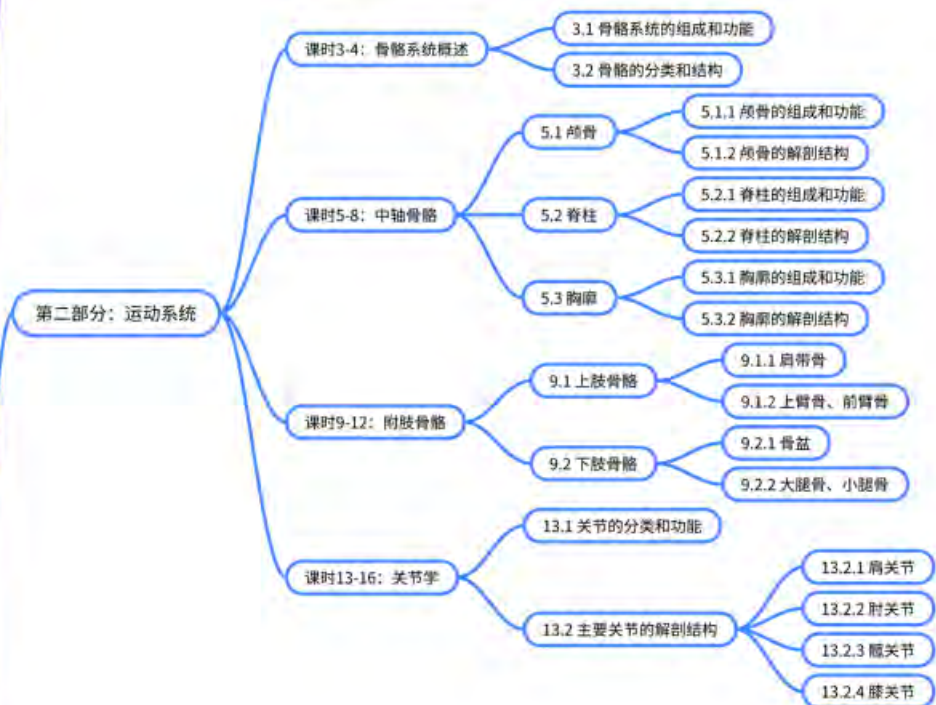 第二部分：运动系统
课时3-4：骨骼系统概述
3.1 骨骼系统的组成和功能
3.2 骨骼的分类和结构
课时5-8：中轴骨骼
5.1 颅骨
5.1.1 颅骨的组成和功能
5.1.2 颅骨的解剖结构
5.2 脊柱
5.2.1 脊柱的组成和功能
5.2.2 脊柱的解剖结构
5.3 胸廓
5.3.1 胸廓的组成和功能
5.3.2 胸廓的解剖结构
课时9-12：附肢骨骼
9.1 上肢骨骼
9.1.1 肩带骨
9.1.2 上臂骨、前臂骨
9.2 下肢骨骼
9.2.1 骨盆
9.2.2 大腿骨、小腿骨
课时13-16：关节学
13.1 关节的分类和功能
13.2 主要关节的解剖结构
13.2.1 肩关节
13.2.2 肘关节
13.2.3 髋关节
13.2.4 膝关节